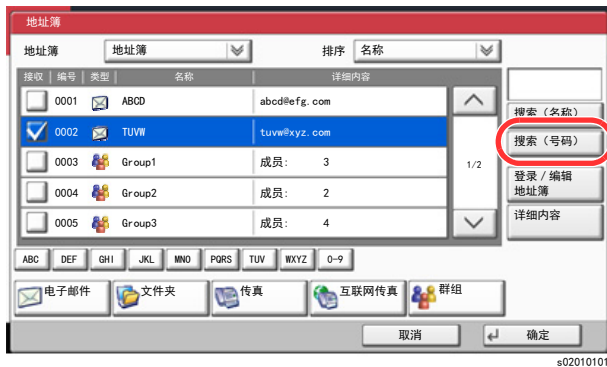 地址簿
地址簿 地址簿 排序 名称
接收 编号 类型 名称 详细内容
0001 ABCD abcd@efg.com
搜索（名称）
0002 TUVW tuvw@xyz.com
搜索（号码）
0003 Group1 成员: 3 1/2
登录 / 编辑
地址簿
0004 Group2 成员: 2
0005 Group3 成员: 4
详细内容
ABC DEF GHI JKL MNO PQRS TUV WXYZ 0-9
电子邮件 文件夹 传真 互联网传真 群组
取消 确定
s02010101